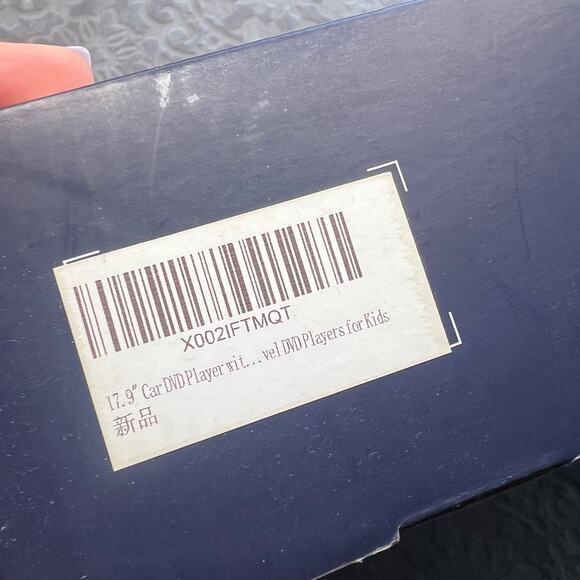 X002IFTMQT
17.9" Car DVD Player wit...vel DVD Players for Kids
新品